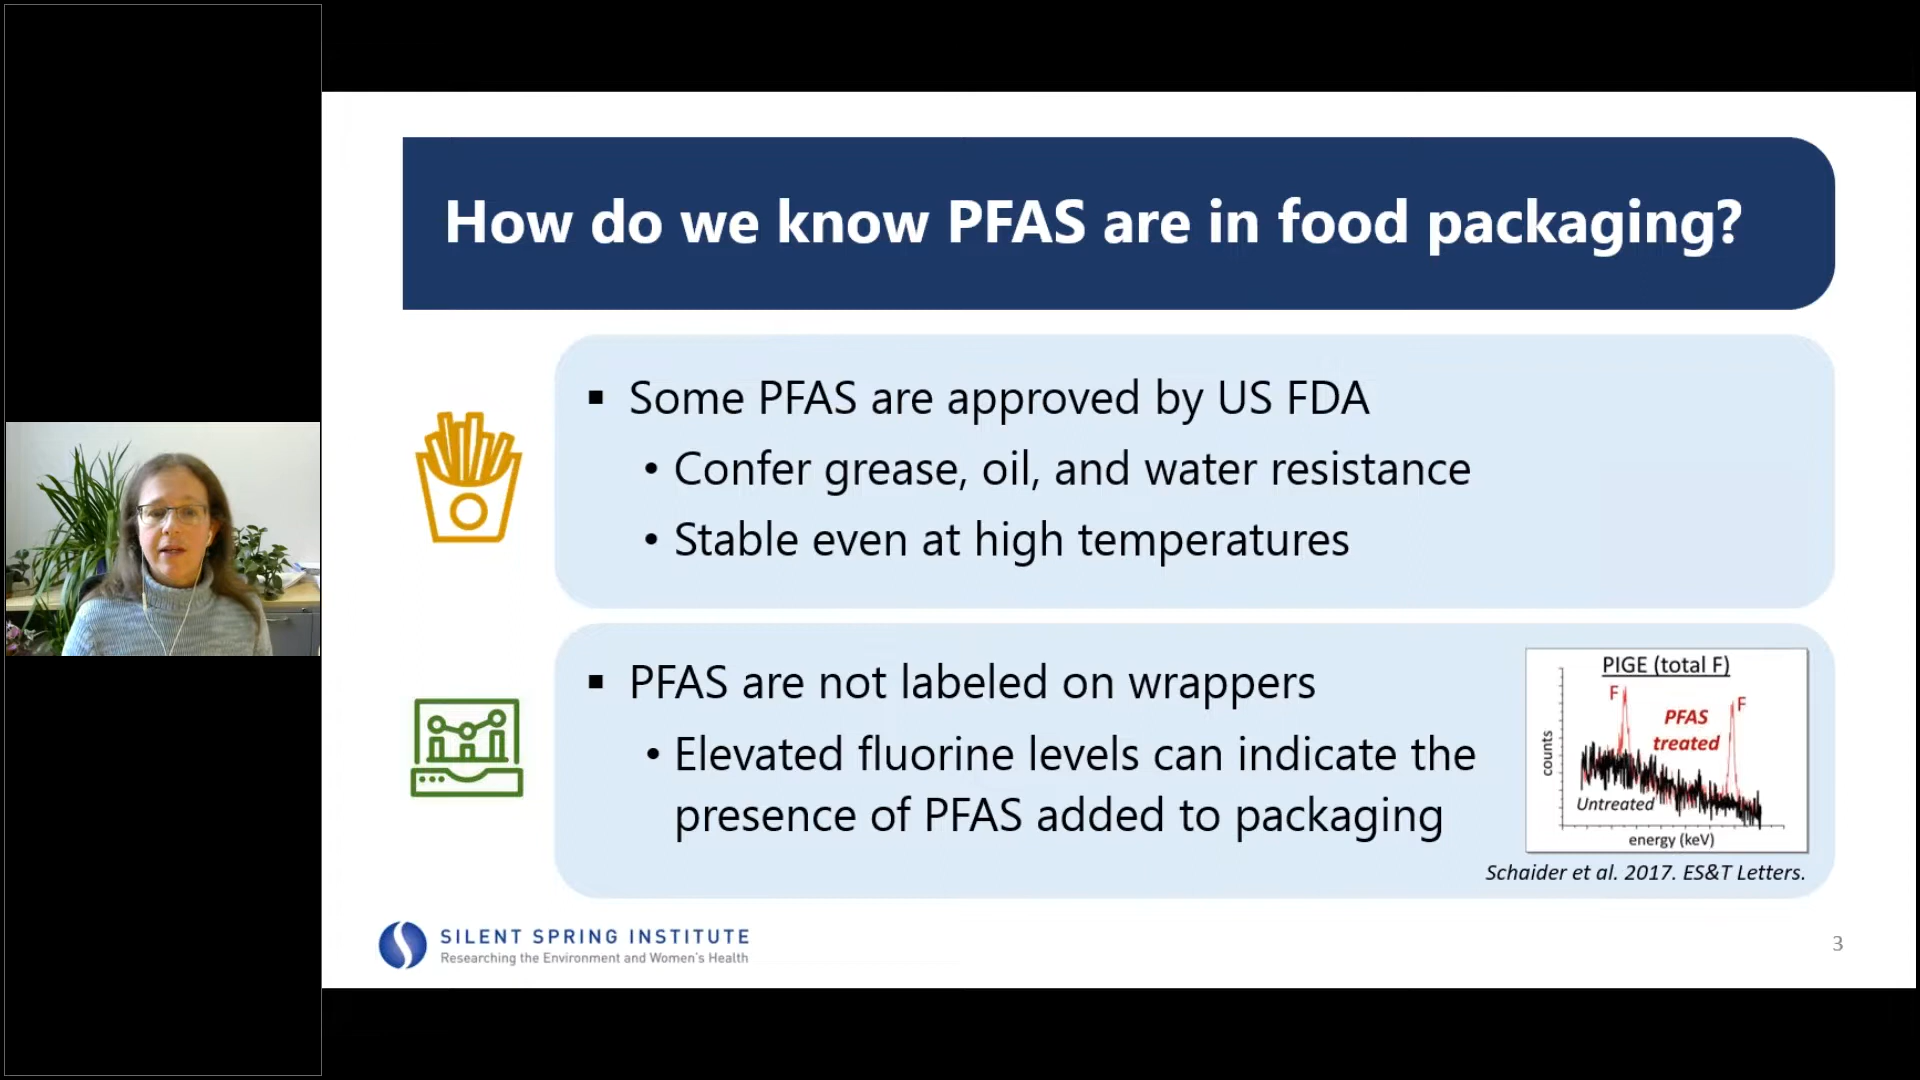 How do we know PFAS are in food packaging?
▪ Some PFAS are approved by US FDA
• Confer grease, oil, and water resistance
• Stable even at high temperatures
▪ PFAS are not labeled on wrappers
• Elevated fluorine levels can indicate the
presence of PFAS added to packaging
PIGE (total F)
F
F
PFAS
treated
counts
Untreated
energy (keV)
Schaider et al. 2017. ES&T Letters.
SILENT SPRING INSTITUTE
Researching the Environment and Women's Health
3